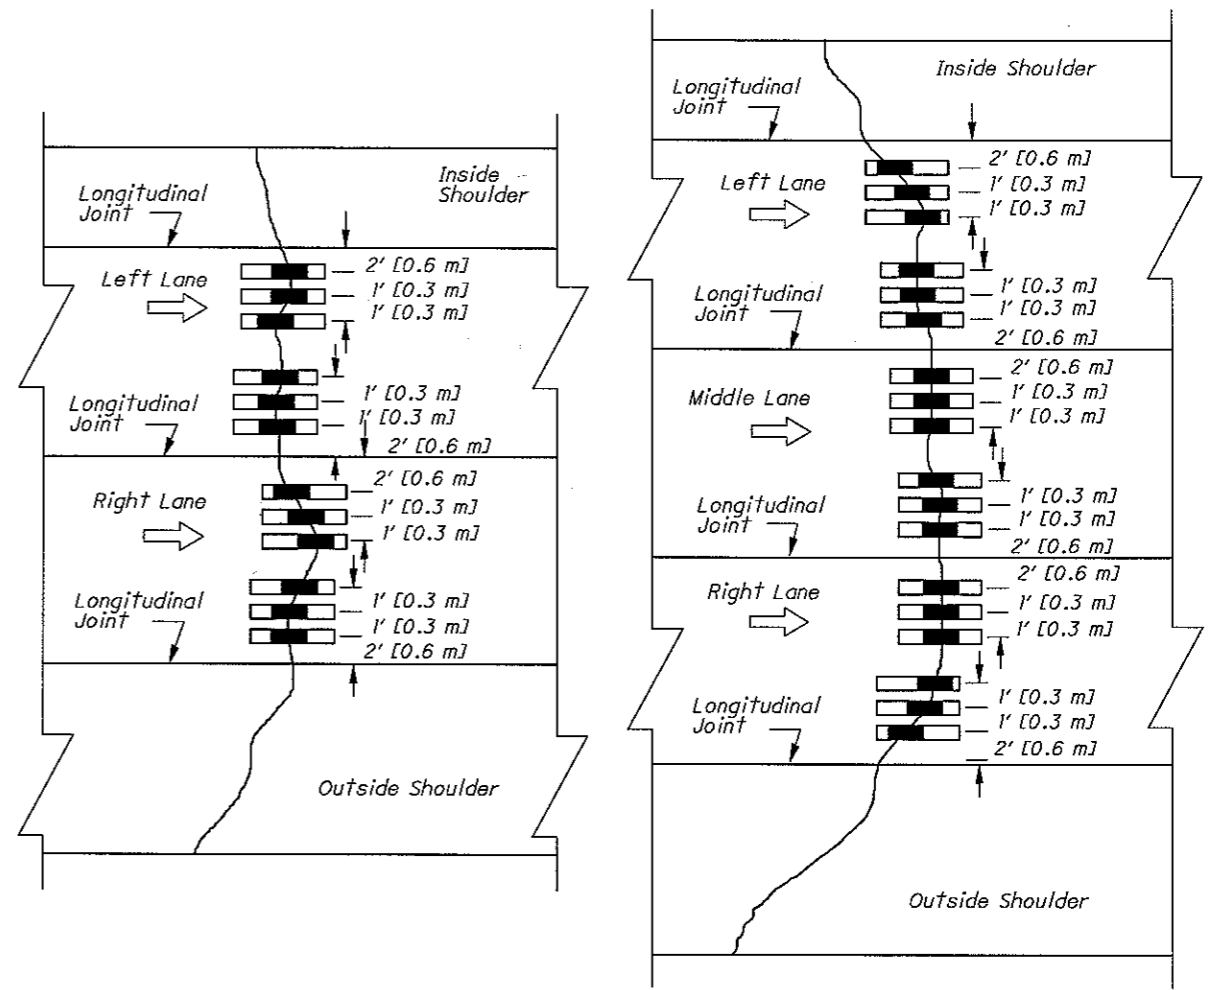 Inside
Shoulder
Longitudinal
Joint
Left Lane
2' [0.6 m]
1' [0.3 m]
1' [0.3 m]
1' [0.3 m]
Longitudinal
Joint
1' [0.3 m]
2' [0.6 m]
2' [0.6 m]
Right Lane
1' [0.3 m]
1' [0.3 m]
Longitudinal
Joint
1' [0.3 m]
1' [0.3 m]
2' [0.6 m]
Outside Shoulder
Inside Shoulder
Longitudinal
Joint
2' [0.6 m]
Left Lane
1' [0.3 m]
1' [0.3 m]
Longitudinal
Joint
1' [0.3 m]
1' [0.3 m]
2' [0.6 m]
2' [0.6 m]
Middle Lane
1' [0.3 m]
1' [0.3 m]
Longitudinal
Joint
1' [0.3 m]
1' [0.3 m]
2' [0.6 m]
2' [0.6 m]
Right Lane
1' [0.3 m]
1' [0.3 m]
Longitudinal
Joint
1' [0.3 m]
1' [0.3 m]
2' [0.6 m]
Outside Shoulder